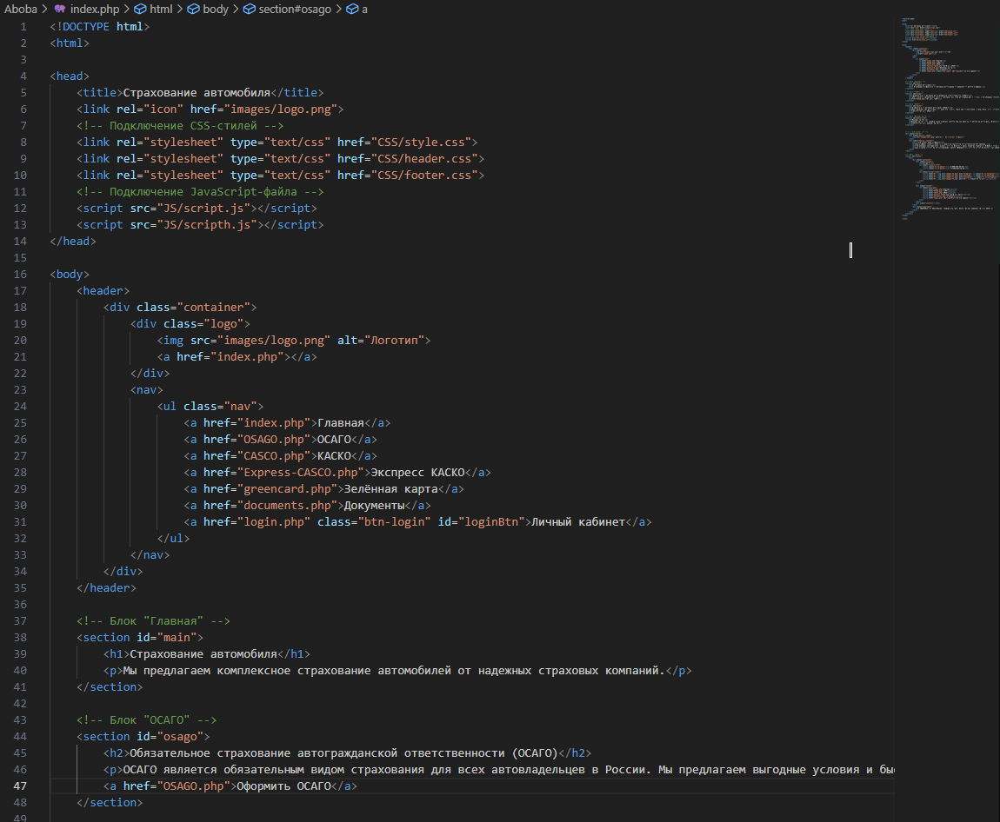 Aboba > index.php > html > body > section#osago > a
1 <!DOCTYPE html>
2 <html>
3
4 <head>
5 <title>Страхование автомобиля</title>
6 <link rel="icon" href="images/logo.png">
7 <!-- Подключение CSS-стилей -->
8 <link rel="stylesheet" type="text/css" href="CSS/style.css">
9 <link rel="stylesheet" type="text/css" href="CSS/header.css">
10 <link rel="stylesheet" type="text/css" href="CSS/footer.css">
11 <!-- Подключение JavaScript-файла -->
12 <script src="JS/script.js"></script>
13 <script src="JS/scripth.js"></script>
14 </head>
15
16 <body>
17 <header>
18 <div class="container">
19 <div class="logo">
20 <img src="images/logo.png" alt="Логотип">
21 <a href="index.php"></a>
22 </div>
23 <nav>
24 <ul class="nav">
25 <a href="index.php">Главная</a>
26 <a href="OSAGO.php">ОСАГО</a>
27 <a href="CASCO.php">КАСКО</a>
28 <a href="Express-CASCO.php">Экспресс КАСКО</a>
29 <a href="greencard.php">Зелённая карта</a>
30 <a href="documents.php">Документы</a>
31 <a href="login.php" class="btn-login" id="loginBtn">Личный кабинет</a>
32 </ul>
33 </nav>
34 </div>
35 </header>
36
37 <!-- Блок "Главная" -->
38 <section id="main">
39 <h1>Страхование автомобиля</h1>
40 <p>Мы предлагаем комплексное страхование автомобилей от надежных страховых компаний.</p>
41 </section>
42
43 <!-- Блок "ОСАГО" -->
44 <section id="osago">
45 <h2>Обязательное страхование автогражданской ответственности (ОСАГО)</h2>
46 <p>ОСАГО является обязательным видом страхования для всех автовладельцев в России. Мы предлагаем выгодные условия и бы
47 <a href="OSAGO.php">Оформить ОСАГО</a>
48 </section>
49